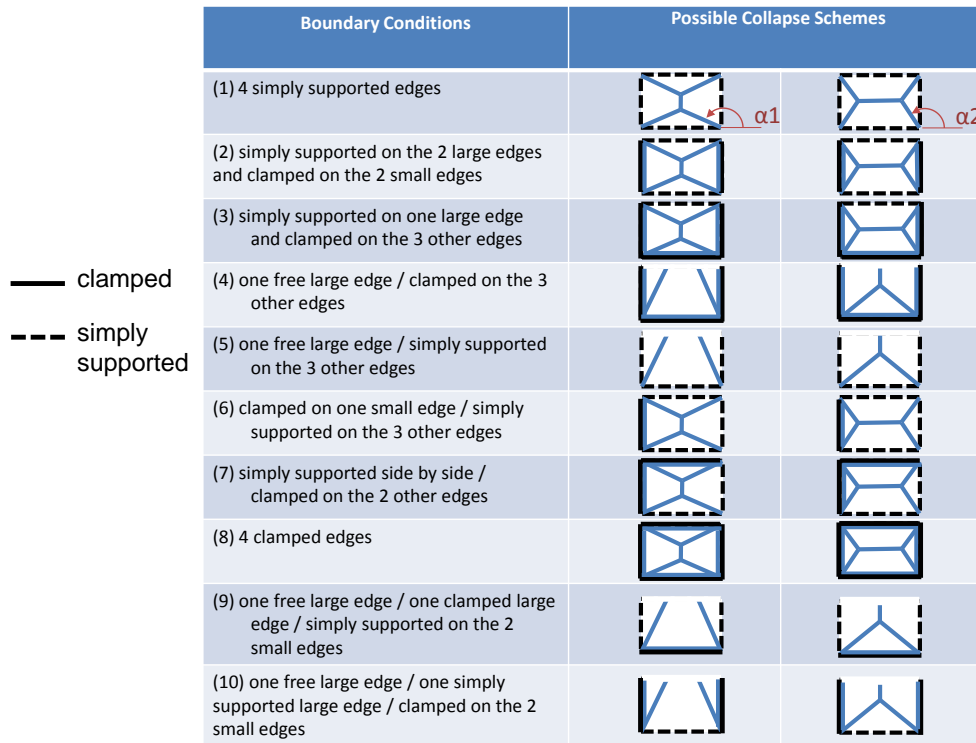 Boundary Conditions
Possible Collapse Schemes
(1) 4 simply supported edges
α1
α2
(2) simply supported on the 2 large edges
and clamped on the 2 small edges
(3) simply supported on one large edge
and clamped on the 3 other edges
clamped
simply
supported
(4) one free large edge / clamped on the 3
other edges
(5) one free large edge / simply supported
on the 3 other edges
(6) clamped on one small edge / simply
supported on the 3 other edges
(7) simply supported side by side /
clamped on the 2 other edges
(8) 4 clamped edges
(9) one free large edge / one clamped large
edge / simply supported on the 2
small edges
(10) one free large edge / one simply
supported large edge / clamped on the 2
small edges